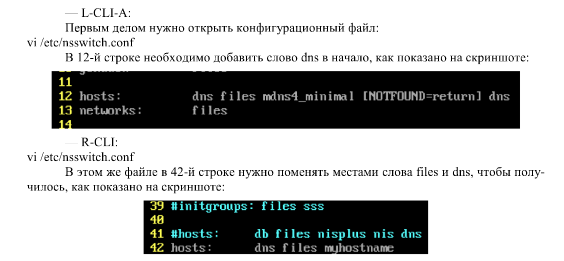 — L-CLI-A:
Первым делом нужно открыть конфигурационный файл:
vi /etc/nsswitch.conf
В 12-й строке необходимо добавить слово dns в начало, как показано на скриншоте:
11
12 hosts: dns files mdns4_minimal [NOTFOUND=return] dns
13 networks: files
14
— R-CLI:
vi /etc/nsswitch.conf
В этом же файле в 42-й строке нужно поменять местами слова files и dns, чтобы полу-
чилось, как показано на скриншоте:
39 #initgroups: files sss
40
41 #hosts: db files nisplus nis dns
42 hosts: dns files myhostname